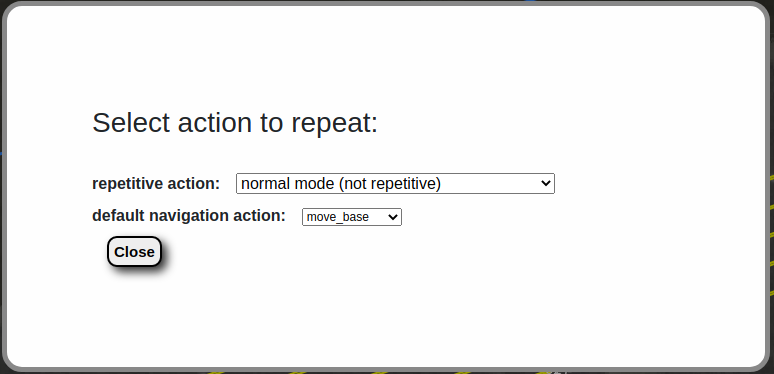 Select action to repeat:
repetitive action: normal mode (not repetitive)
default navigation action: move_base
Close